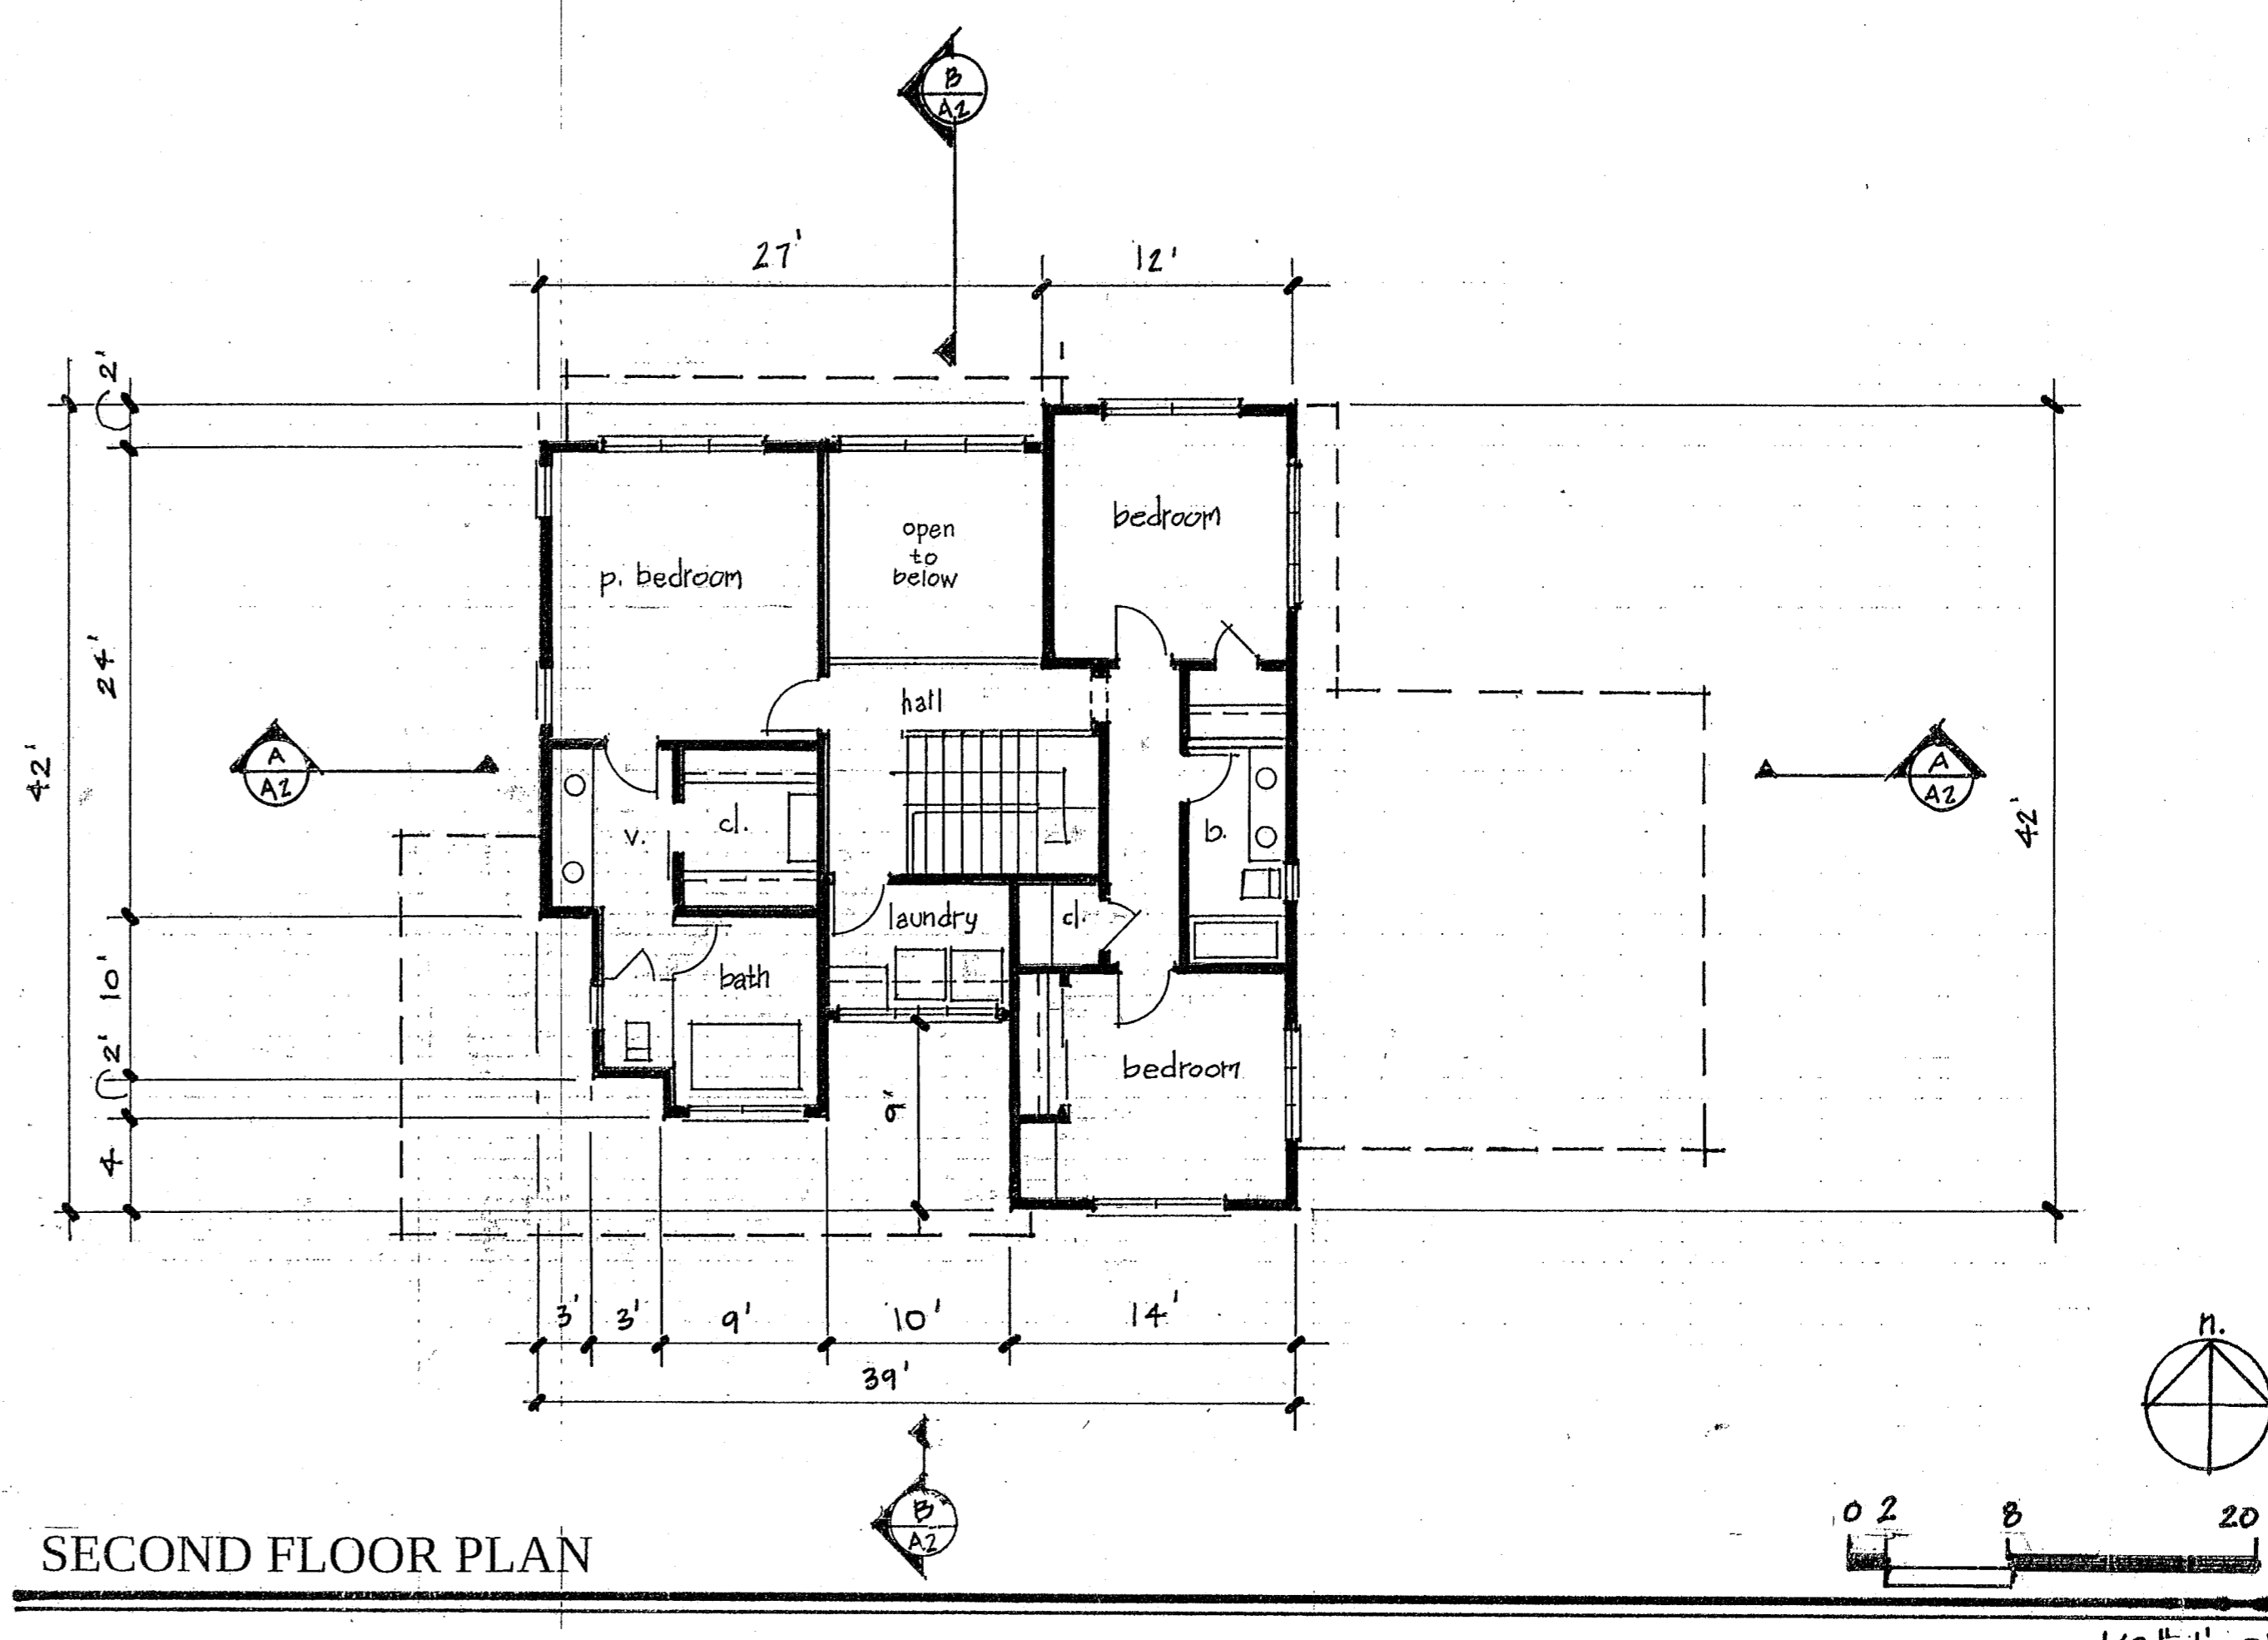 B
A2
27'
12'
2'
24'
42'
10'
2'
4
p. bedroom
open
to
below
bedroom
hall
A
A2
v.
cl.
b.
laundry
cl.
bath
bedroom
9'
A
A2
42'
3'
3'
9'
10'
14'
39'
B
A2
n.
0 2 8 20
SECOND FLOOR PLAN